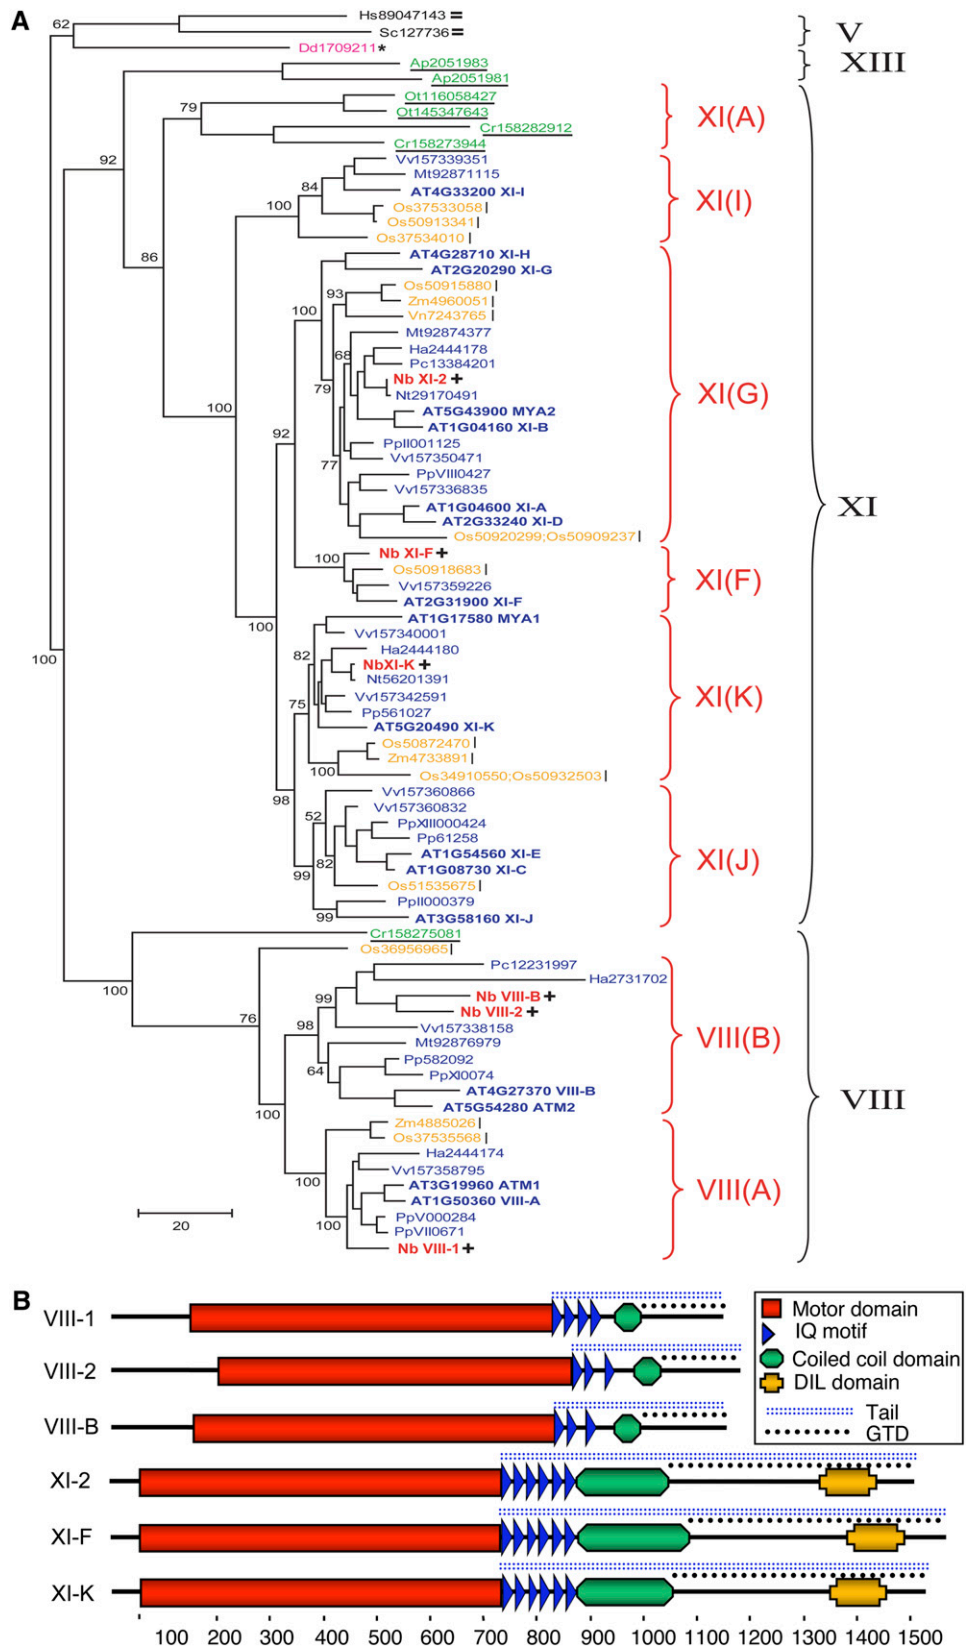 A
Hs89047143 =
62
Sc127736 =
V
Dd1709211*
XIII
Ap2051983
Ap2051981
Ot116058427
79
Ot145347643
XI(A)
Cr158282912
Cr158273944
92
Vv157339351
Mt92871115
84
AT4G33200 XI-I
XI(I)
100
Os37533058|
Os50913341|
Os37534010|
86
AT4G28710 XI-H
AT2G20290 XI-G
Os50915880|
93
Zm4960051|
100
Vn7243765|
Mt92874377
68
Ha2444178
Pc13384201
Nb XI-2 +
79
Nt29170491
XI(G)
100
AT5G43900 MYA2
AT1G04160 XI-B
92
PpII001125
77
Vv157350471
PpVIII0427
Vv157336835
AT1G04600 XI-A
XI
AT2G33240 XI-D
Os50920299;Os50909237|
Nb XI-F +
100
Os50918683|
XI(F)
Vv157359226
AT2G31900 XI-F
100
AT1G17580 MYA1
Vv157340001
82
Ha2444180
100
NbXI-K +
Nt56201391
75
Vv157342591
XI(K)
Pp561027
AT5G20490 XI-K
Os50872470|
Zm4733891|
100
Os34910550;Os50932503|
98
Vv157360866
Vv157360832
52
PpXIII000424
Pp61258
AT1G54560 XI-E
XI(J)
82
AT1G08730 XI-C
99
Os51535675|
PpII000379
99
AT3G58160 XI-J
Cr158275081
Os36956965|
Pc12231997
100
Ha2731702
99
Nb VIII-B +
76
Nb VIII-2 +
98
Vv157338158
VIII(B)
Mt92876979
64
Pp582092
PpXI0074
AT4G27370 VIII-B
VIII
100
AT5G54280 ATM2
Zm4885026|
Os37535568|
Ha2444174
100
Vv157358795
AT3G19960 ATM1
VIII(A)
AT1G50360 VIII-A
20
100
PpV000284
PpVII0671
Nb VIII-1 +
B
VIII-1
Motor domain
IQ motif
VIII-2
Coiled coil domain
DIL domain
VIII-B
Tail
GTD
XI-2
XI-F
XI-K
100 200 300 400 500 600 700 800 900 1000 1100 1200 1300 1400 1500